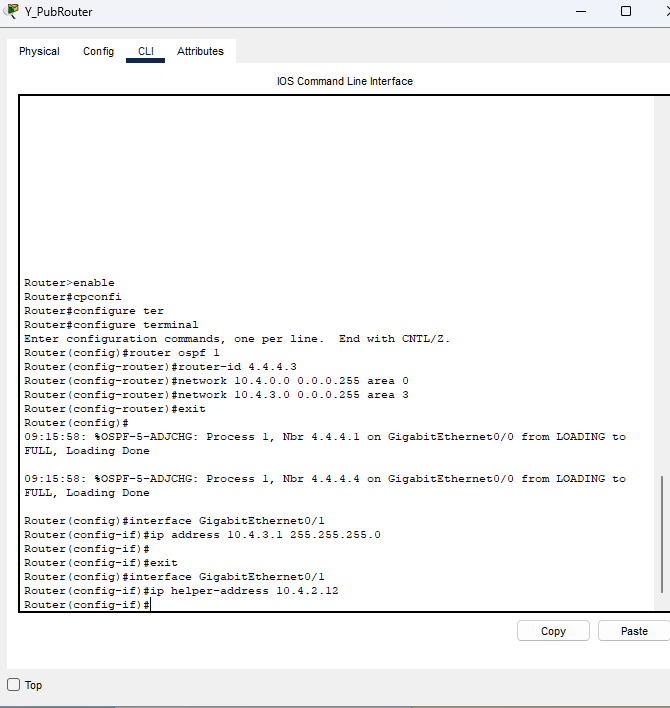 Y_PubRouter
Physical Config CLI Attributes
IOS Command Line Interface
Router>enable
Router#cpconfi
Router#configure ter
Router#configure terminal
Enter configuration commands, one per line.  End with CNTL/Z.
Router(config)#router ospf 1
Router(config-router)#router-id 4.4.4.3
Router(config-router)#network 10.4.0.0 0.0.0.255 area 0
Router(config-router)#network 10.4.3.0 0.0.0.255 area 3
Router(config-router)#exit
Router(config)#
09:15:58: %OSPF-5-ADJCHG: Process 1, Nbr 4.4.4.1 on GigabitEthernet0/0 from LOADING to
FULL, Loading Done
09:15:58: %OSPF-5-ADJCHG: Process 1, Nbr 4.4.4.4 on GigabitEthernet0/0 from LOADING to
FULL, Loading Done
Router(config)#interface GigabitEthernet0/1
Router(config-if)#ip address 10.4.3.1 255.255.255.0
Router(config-if)#
Router(config-if)#exit
Router(config)#interface GigabitEthernet0/1
Router(config-if)#ip helper-address 10.4.2.12
Router(config-if)#
Copy Paste
Top